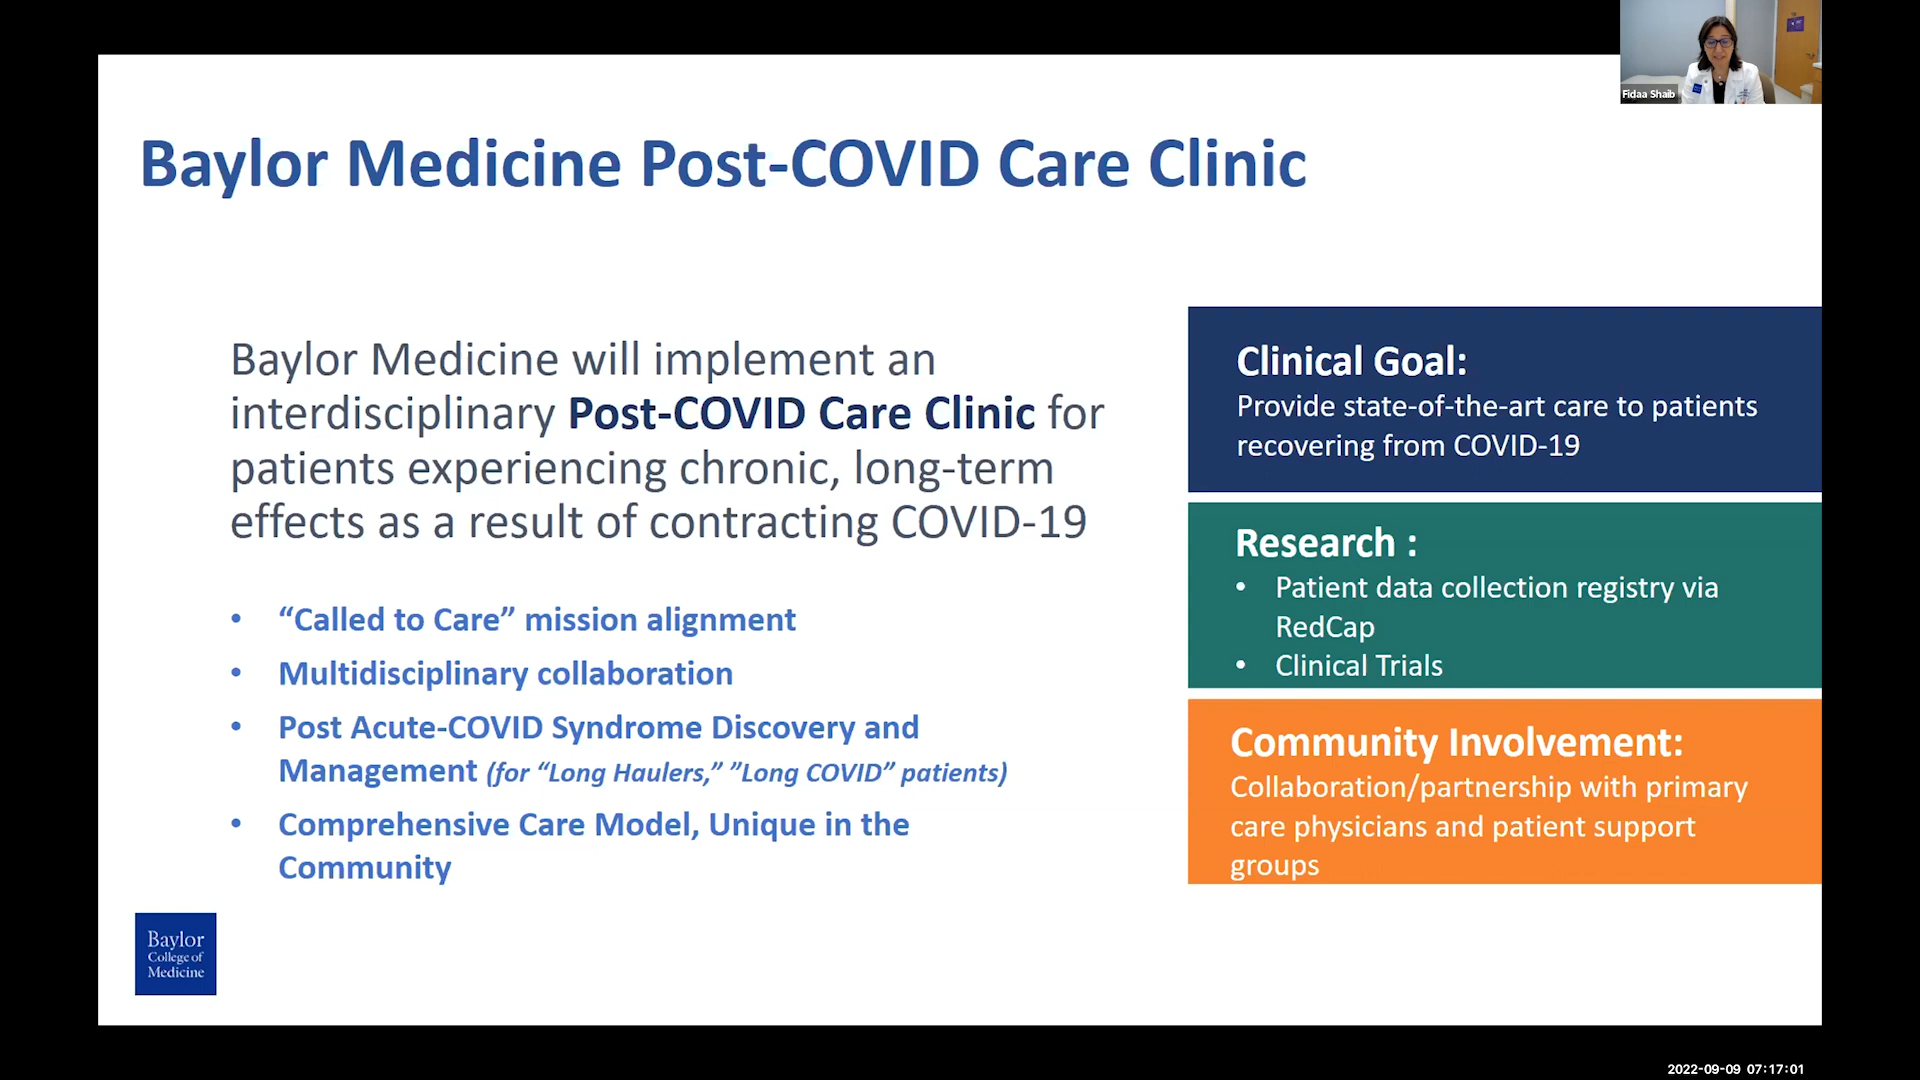 Fidaa Shaib
Baylor Medicine Post-COVID Care Clinic
Baylor Medicine will implement an
interdisciplinary Post-COVID Care Clinic for
patients experiencing chronic, long-term
effects as a result of contracting COVID-19
• “Called to Care” mission alignment
• Multidisciplinary collaboration
• Post Acute-COVID Syndrome Discovery and
Management (for “Long Haulers,” ”Long COVID” patients)
• Comprehensive Care Model, Unique in the
Community
Clinical Goal:
Provide state-of-the-art care to patients
recovering from COVID-19
Research :
• Patient data collection registry via
RedCap
• Clinical Trials
Community Involvement:
Collaboration/partnership with primary
care physicians and patient support
groups
Baylor
College of
Medicine
2022-09-09 07:17:01